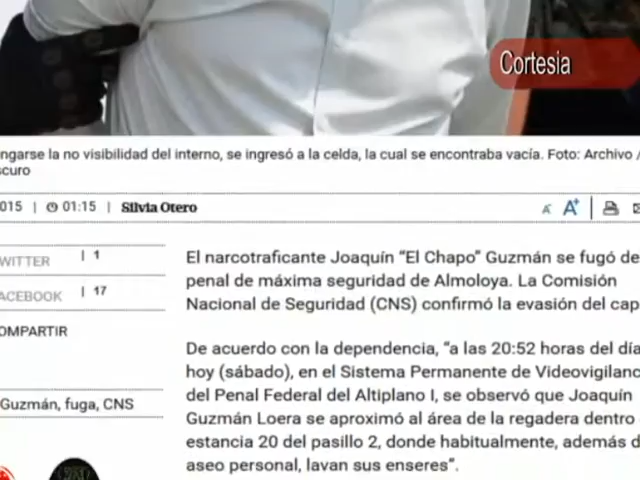 Cortesia
ngarse la no visibilidad del interno, se ingresó a la celda, la cual se encontraba vacía. Foto: Archivo /
scuro
015 | 01:15 | Silvia Otero A A+
WITTER | 1
ACEBOOK | 17
OMPARTIR
Guzmán, fuga, CNS
El narcotraficante Joaquín "El Chapo" Guzmán se fugó de
penal de máxima seguridad de Almoloya. La Comisión
Nacional de Seguridad (CNS) confirmó la evasión del cap
De acuerdo con la dependencia, "a las 20:52 horas del día
hoy (sábado), en el Sistema Permanente de Videovigilanc
del Penal Federal del Altiplano I, se observó que Joaquín
Guzmán Loera se aproximó al área de la regadera dentro
estancia 20 del pasillo 2, donde habitualmente, además d
aseo personal, lavan sus enseres".